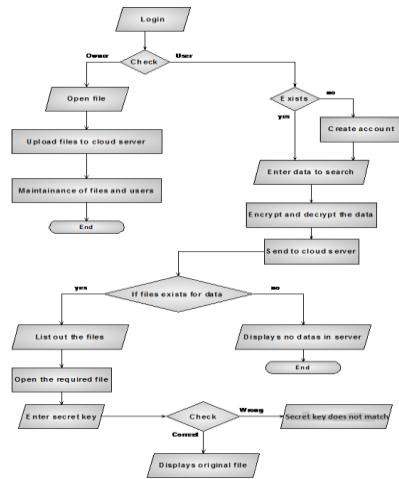 Login
Owner
Check
User
Open file
Exists
no
yes
Create account
Upload files to cloud server
Enter data to search
Maintainance of files and users
Encrypt and decrypt the data
End
Send to cloud server
yes
If files exists for data
no
List out the files
Displays no datas in server
End
Open the required file
Enter secret key
Check
Wrong
Secret key does not match
Correct
Displays original file